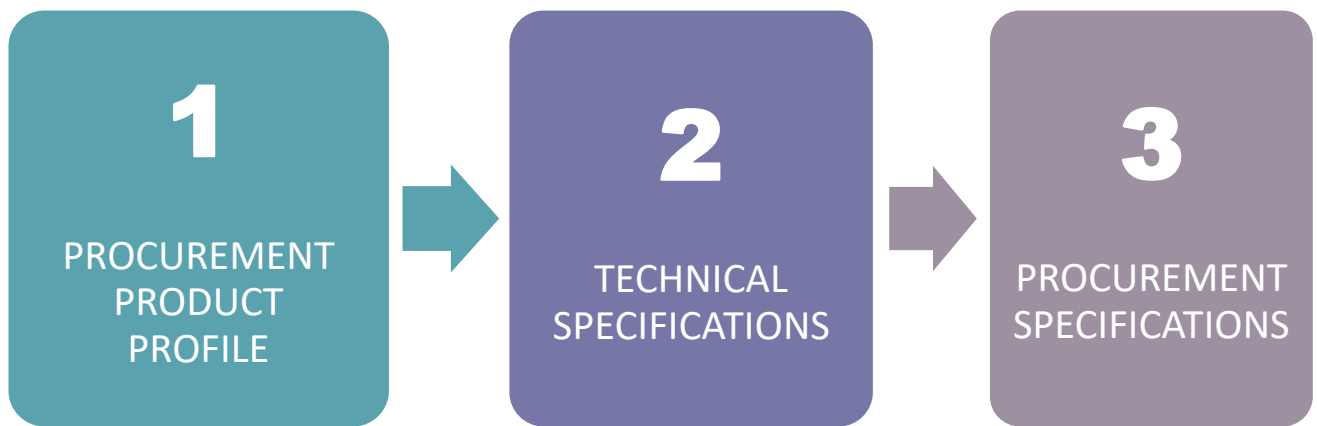 1
PROCUREMENT
PRODUCT
PROFILE
2
TECHNICAL
SPECIFICATIONS
3
PROCUREMENT
SPECIFICATIONS